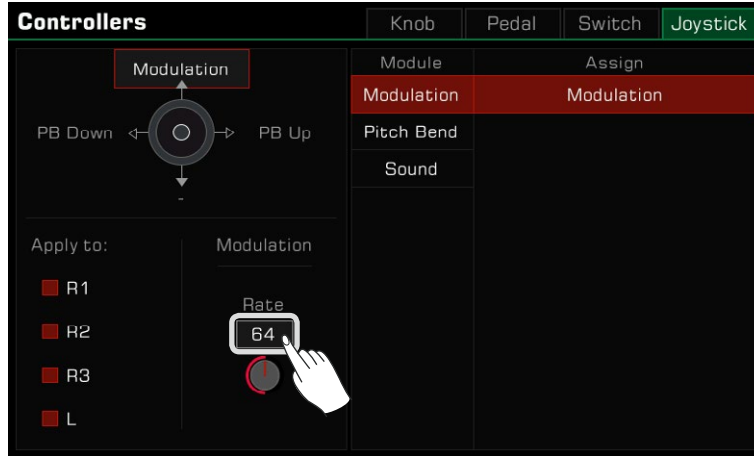 Controllers
Knob
Pedal
Switch
Joystick
Modulation
PB Down
PB Up
-
Module
Assign
Modulation
Modulation
Pitch Bend
Sound
Apply to:
R1
R2
R3
L
Modulation
Rate
64